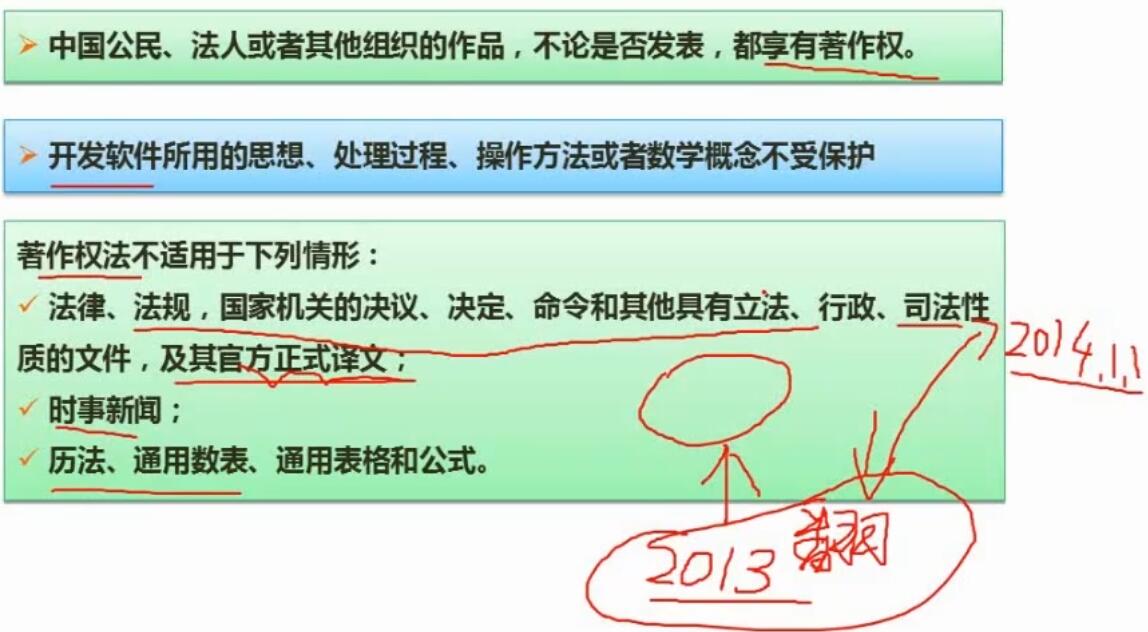 中国公民、法人或者其他组织的作品，不论是否发表，都享有著作权。
开发软件所用的思想、处理过程、操作方法或者数学概念不受保护
著作权法不适用于下列情形：
法律、法规，国家机关的决议、决定、命令和其他具有立法、行政、司法性
质的文件，及其官方正式译文；
2014.1.1
时事新闻；
历法、通用数表、通用表格和公式。
2013 翻